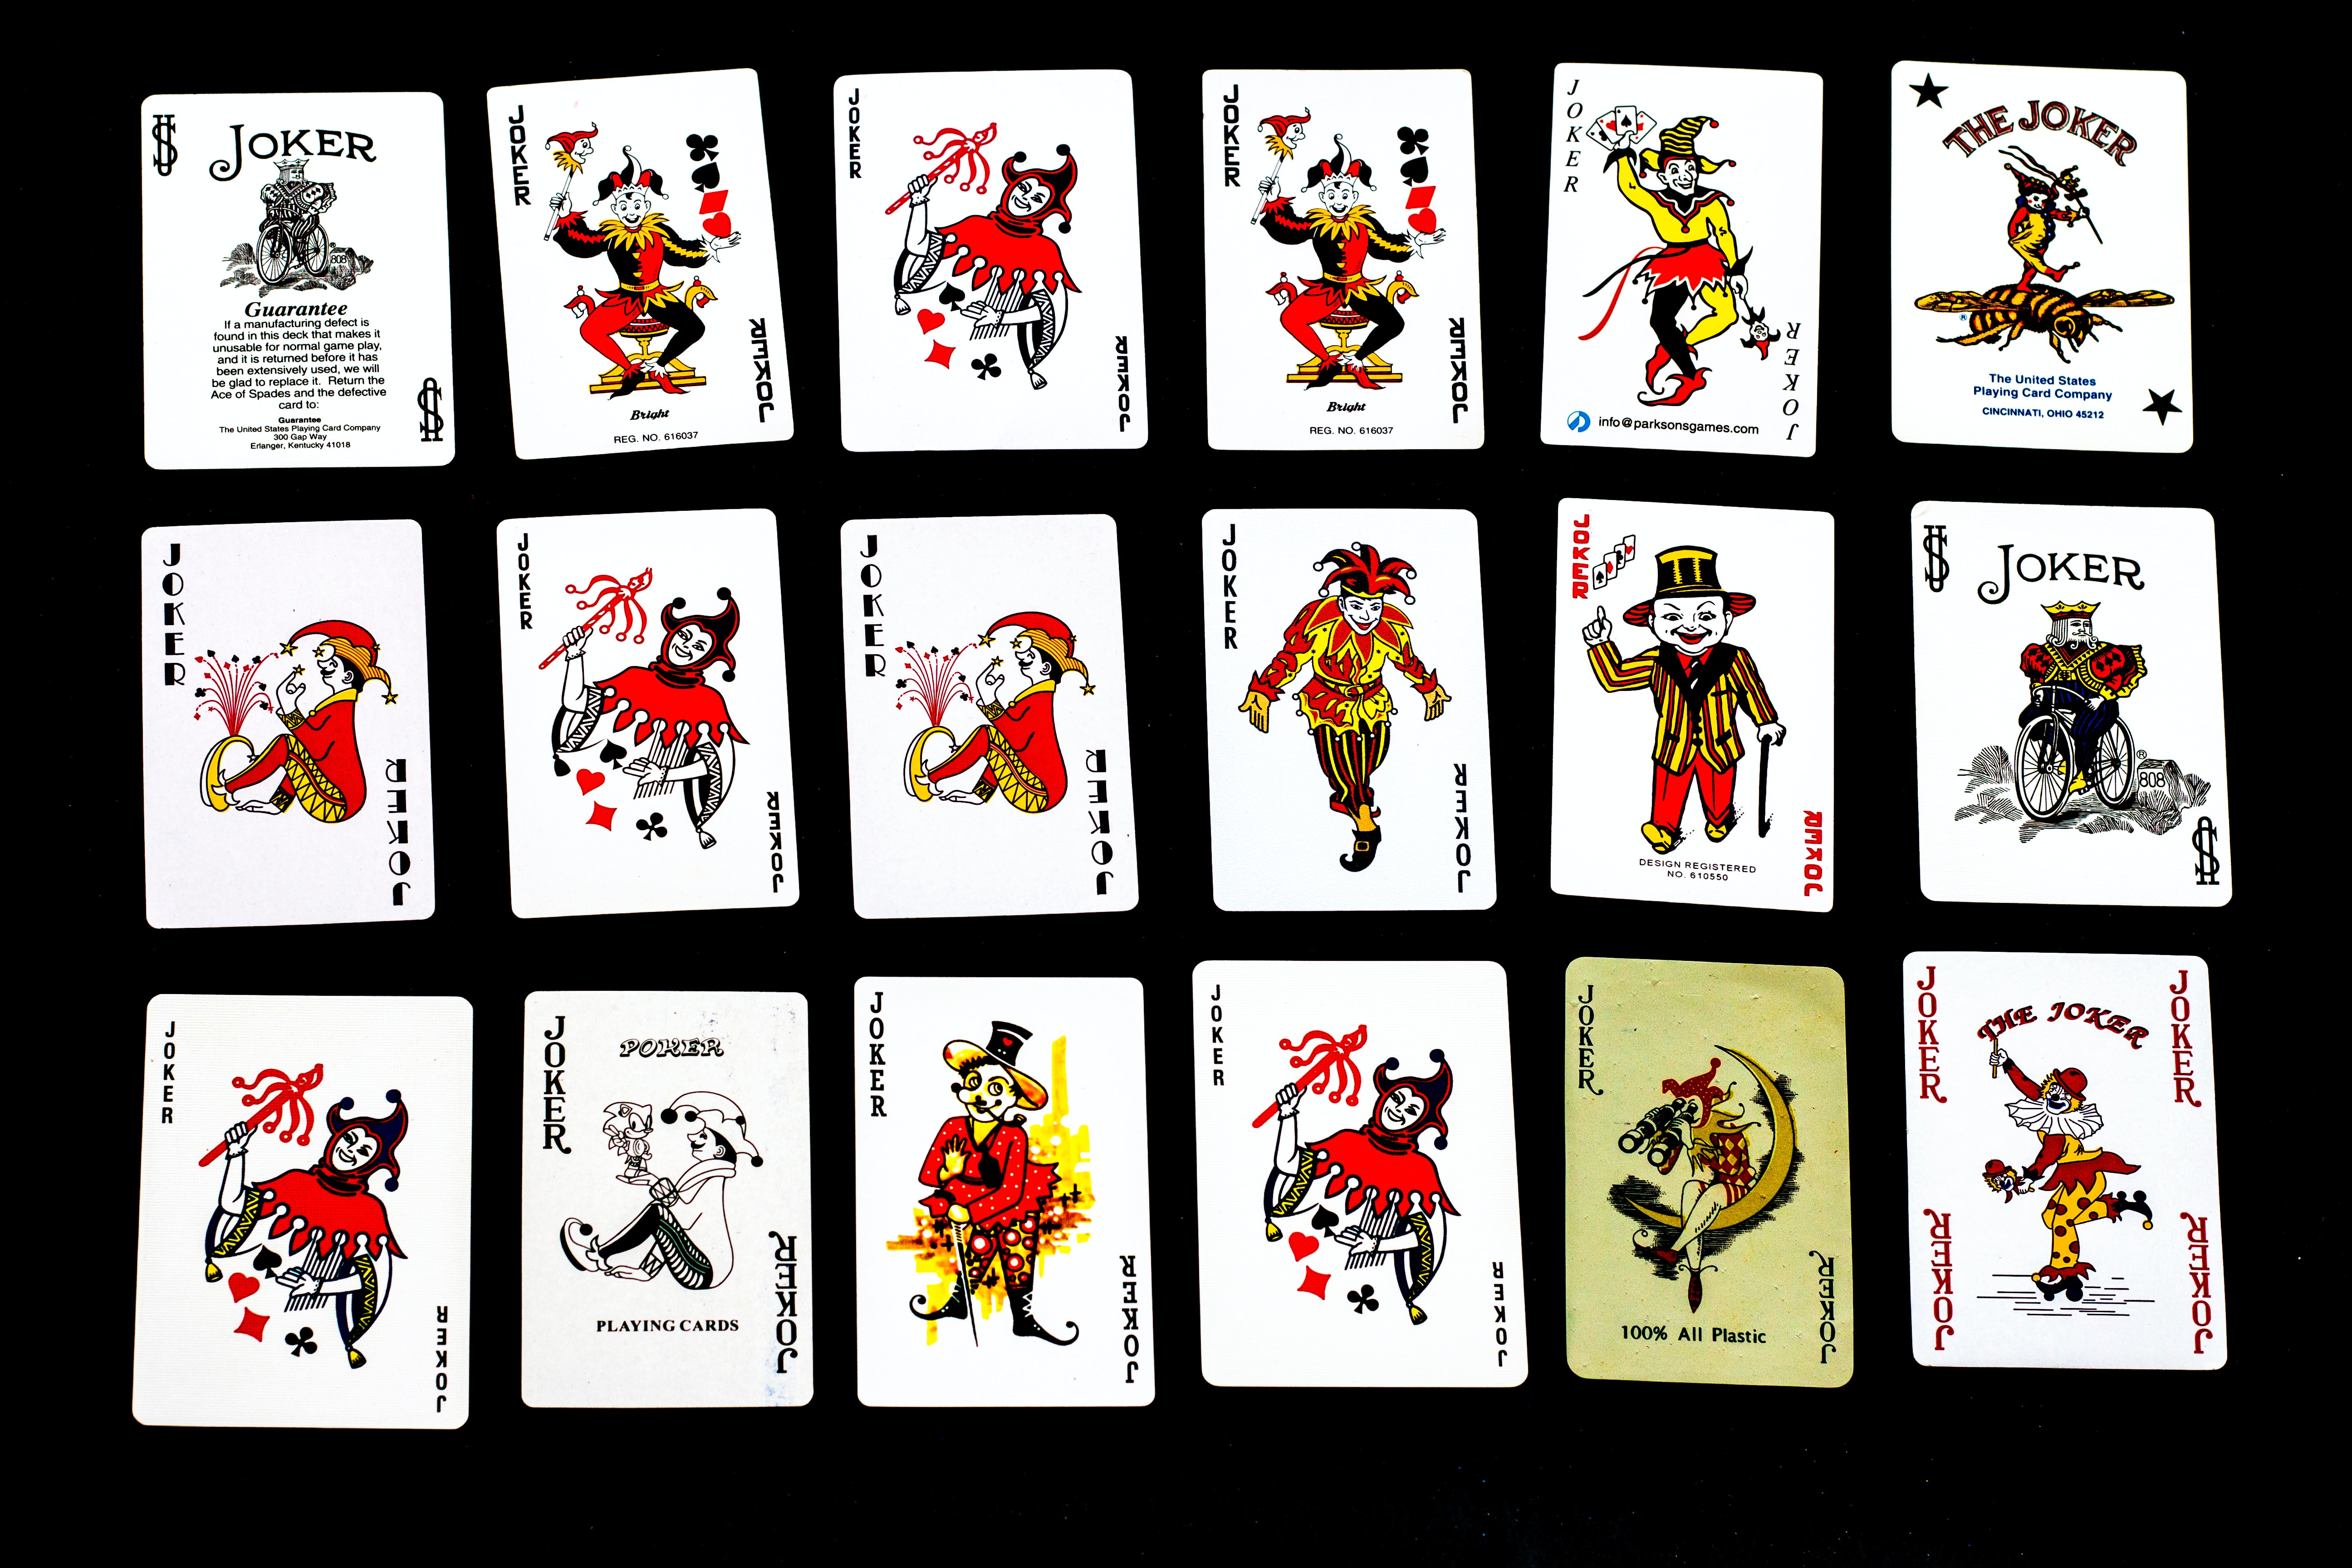 JOKER
Guarantee
If a manufacturing defect is
found in this deck that makes it
unusable for normal game play,
and it is returned before it has
been extensively used, we will
be glad to replace it. Return the
Ace of Spades and the defective
card to:
Guarantee
The United States Playing Card Company
300 Gap Way
Erlanger, Kentucky 41018
808
JOKER
Bright
REG. NO. 616037
JOKER
JOKER
JOKER
JOKER
Bright
REG. NO. 616037
JOKER
JOKER
info@parksonsgames.com
JOKER
THE JOKER
®
The United States
Playing Card Company
CINCINNATI, OHIO 45212
JOKER
JOKER
JOKER
JOKER
JOKER
JOKER
JOKER
JOKER
JOKER
DESIGN REGISTERED
NO. 610550
JOKER
JOKER
®
808
JOKER
JOKER
JOKER
POKER
PLAYING CARDS
JOKER
JOKER
JOKER
JOKER
JOKER
JOKER
100% All Plastic
JOKER
JOKER
THE JOKER
JOKER
JOKER
JOKER